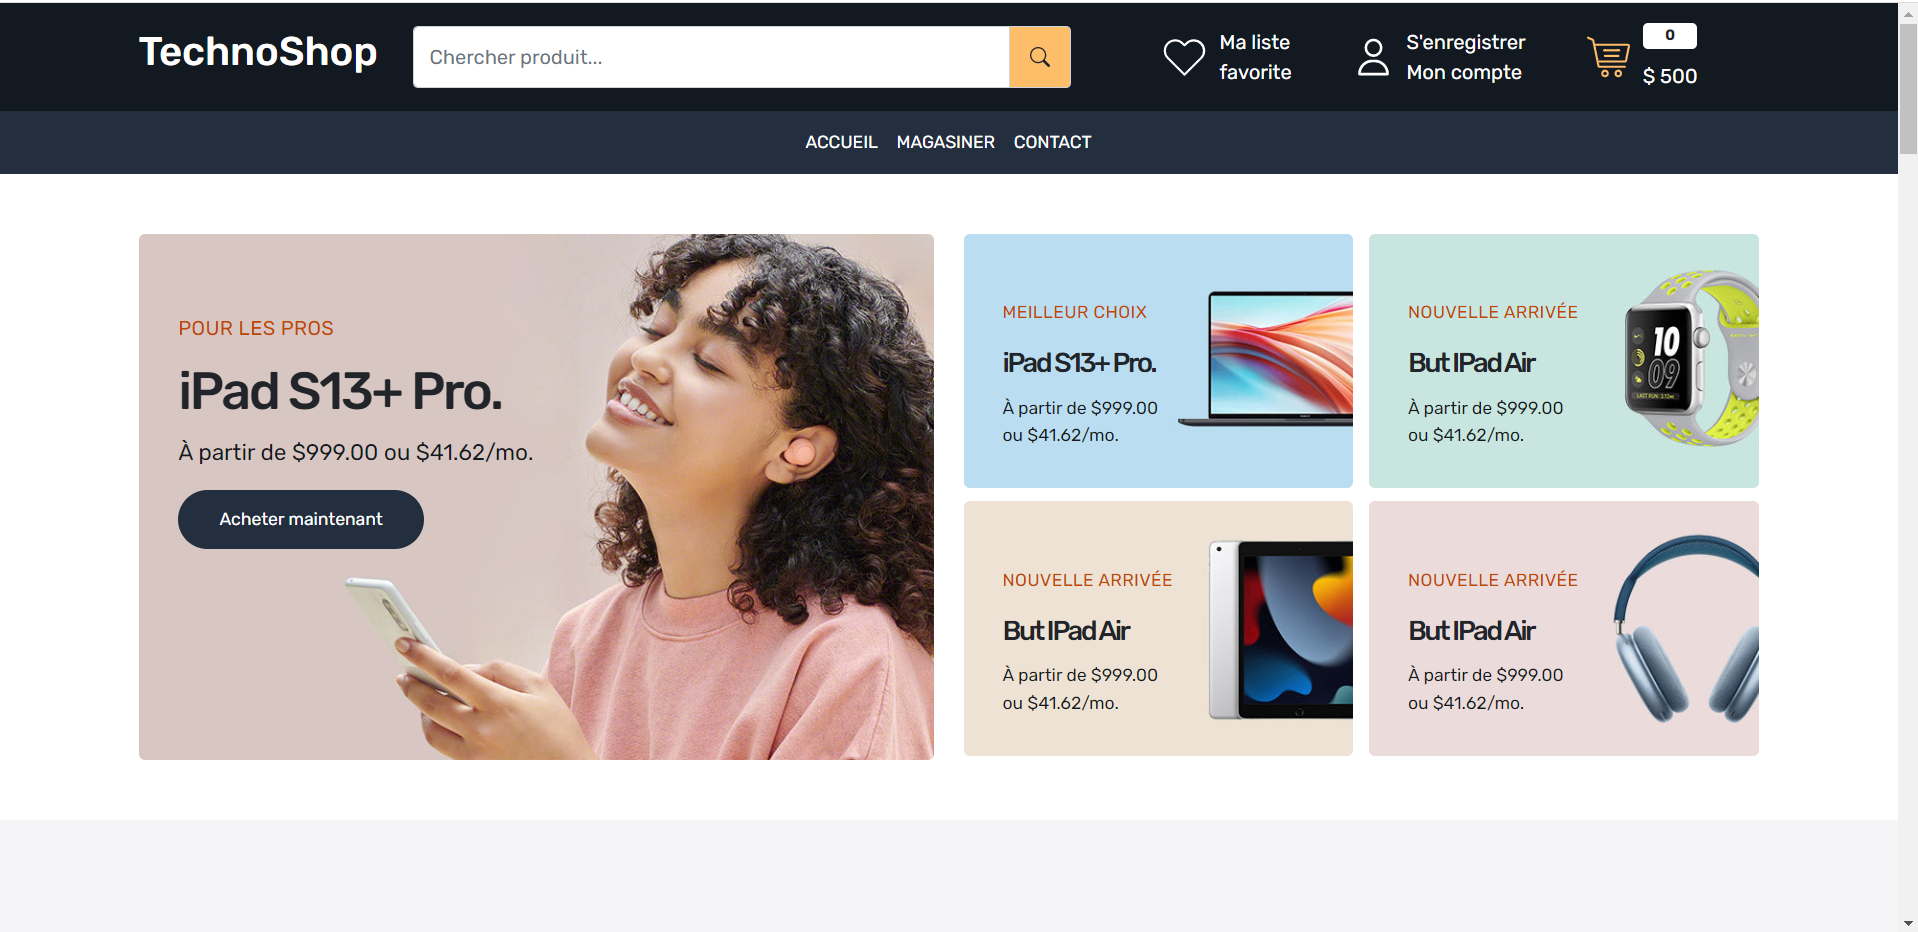 TechnoShop
Chercher produit...
Ma liste
favorite
S'enregistrer
Mon compte
0
$ 500
ACCUEIL MAGASINER CONTACT
POUR LES PROS
iPad S13+ Pro.
À partir de $999.00 ou $41.62/mo.
Acheter maintenant
MEILLEUR CHOIX
iPad S13+ Pro.
À partir de $999.00
ou $41.62/mo.
NOUVELLE ARRIVÉE
But IPad Air
À partir de $999.00
ou $41.62/mo.
10
09
LAST RUN: 3.12mi
NOUVELLE ARRIVÉE
But IPad Air
À partir de $999.00
ou $41.62/mo.
NOUVELLE ARRIVÉE
But IPad Air
À partir de $999.00
ou $41.62/mo.